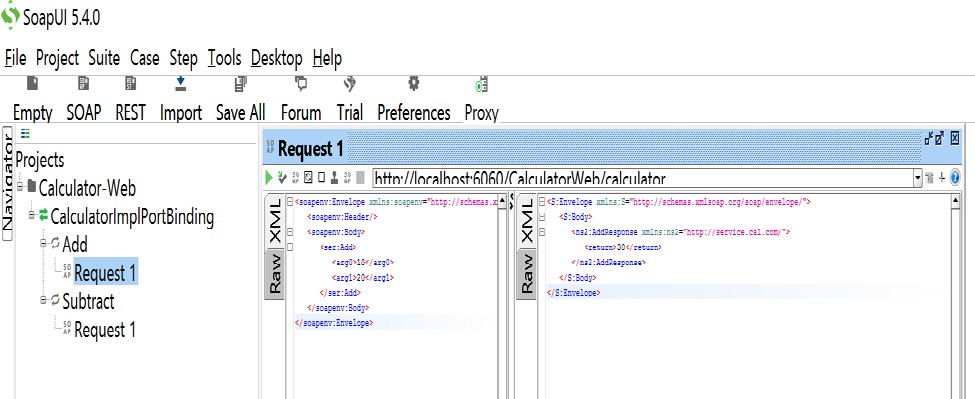 SoapUI 5.4.0
File Project Suite Case Step Tools Desktop Help
Empty SOAP REST Import Save All Forum Trial Preferences Proxy
Navigator
Projects
Calculator-Web
CalculatorImplPortBinding
Add
Request 1
Subtract
Request 1
Request 1
http://localhost:6060/CalculatorWeb/calculator
Raw XML
<soapenv:Envelope xmlns:soapenv="http://schemas.x
<soapenv:Header/>
<soapenv:Body>
<ser:Add>
<arg0>10</arg0>
<arg1>20</arg1>
</ser:Add>
</soapenv:Body>
</soapenv:Envelope>
Raw XML
<S:Envelope xmlns:S="http://schemas.xmlsoap.org/soap/envelope/">
<S:Body>
<ns2:AddResponse xmlns:ns2="http://service.cal.com/">
<return>30</return>
</ns2:AddResponse>
</S:Body>
</S:Envelope>